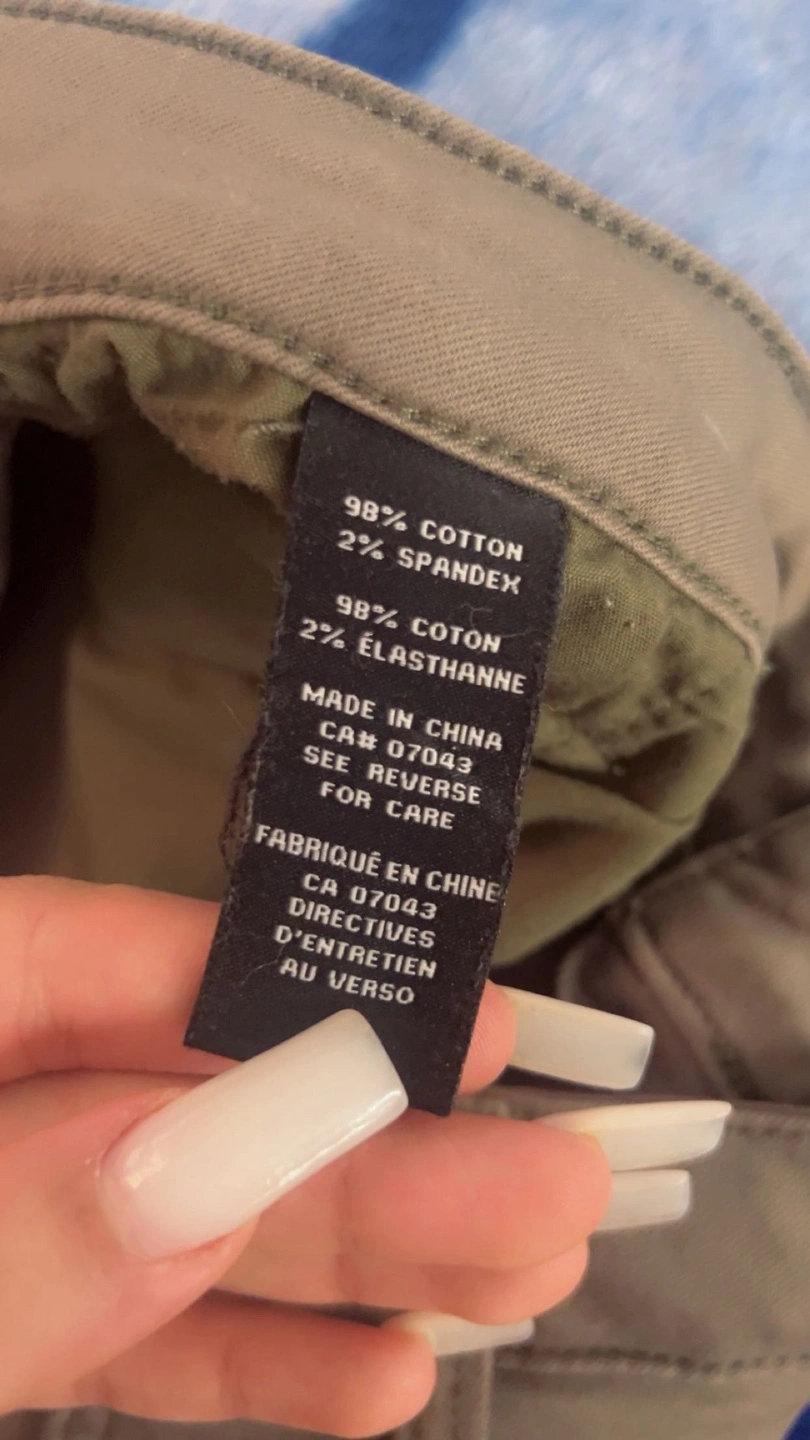 98% COTTON
2% SPANDEX
98% COTON
2% ÉLASTHANNE
MADE IN CHINA
CA# 07043
SEE REVERSE
FOR CARE
FABRIQUÉ EN CHINE
CA 07043
DIRECTIVES
D'ENTRETIEN
AU VERSO